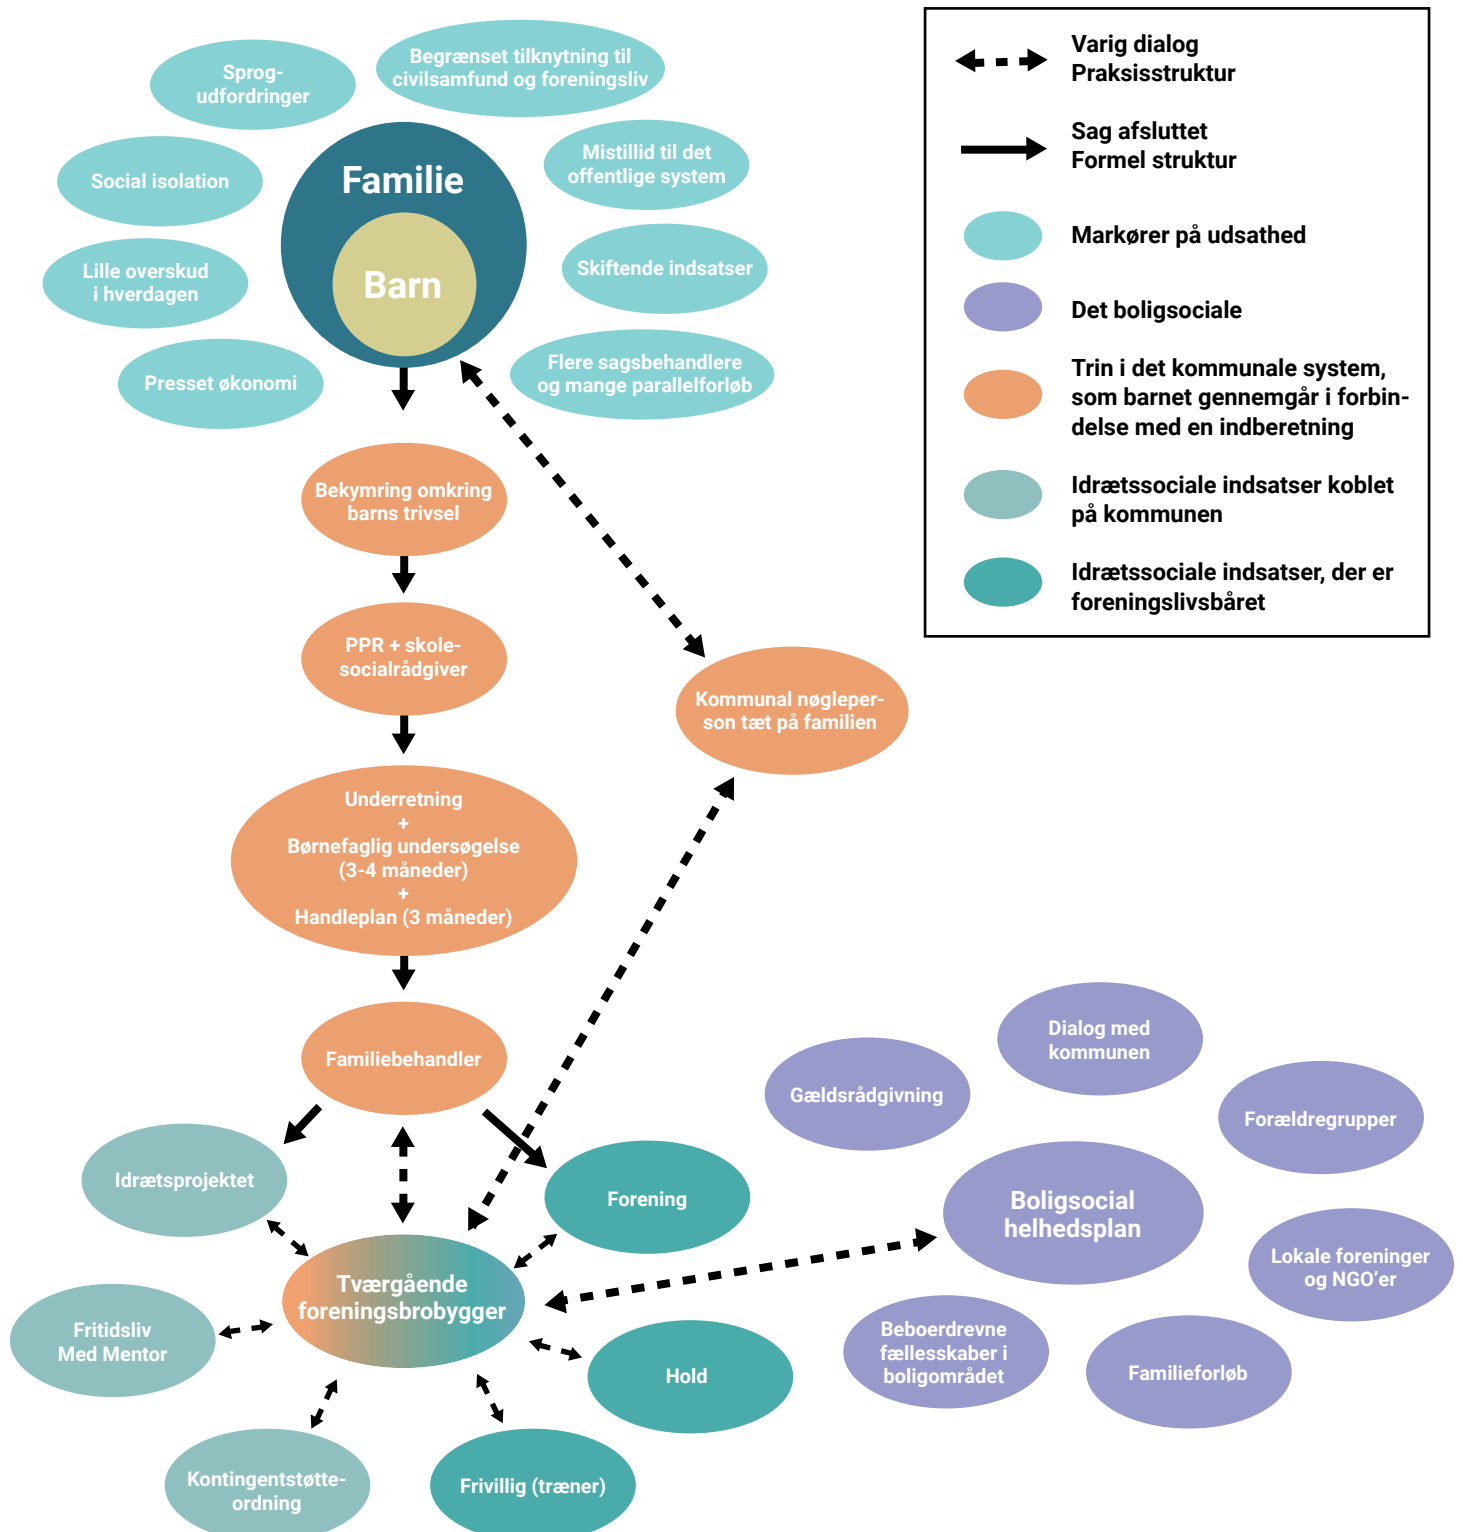 Sprog-
udfordringer
Begrænset tilknytning til
civilsamfund og foreningsliv
Social isolation
Mistillid til det
offentlige system
Familie
Barn
Lille overskud
i hverdagen
Skiftende indsatser
Presset økonomi
Flere sagsbehandlere
og mange parallelforløb
Bekymring omkring
barns trivsel
PPR + skole-
socialrådgiver
Kommunal nøgleper-
son tæt på familien
Underretning
+
Børnefaglig undersøgelse
(3-4 måneder)
+
Handleplan (3 måneder)
Familiebehandler
Idrætsprojektet
Forening
Tværgående
foreningsbrobygger
Fritidsliv
Med Mentor
Hold
Kontingentstøtte-
ordning
Frivillig (træner)
Dialog med
kommunen
Gældsrådgivning
Forældregrupper
Boligsocial
helhedsplan
Lokale foreninger
og NGO’er
Beboerdrevne
fællesskaber i
boligområdet
Familieforløb
Varig dialog
Praksisstruktur
Sag afsluttet
Formel struktur
Markører på udsathed
Det boligsociale
Trin i det kommunale system,
som barnet gennemgår i forbin-
delse med en indberetning
Idrætssociale indsatser koblet
på kommunen
Idrætssociale indsatser, der er
foreningslivsbåret